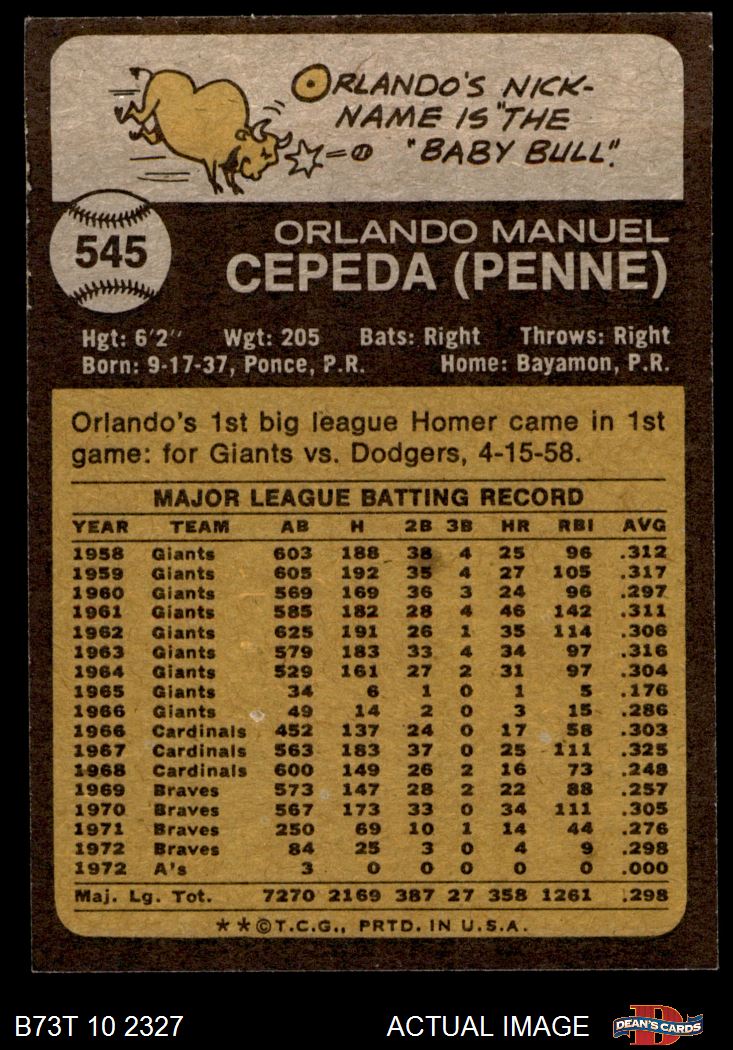 ORLANDO'S NICK-
NAME IS "THE
"BABY BULL".
545
ORLANDO MANUEL
CEPEDA (PENNE)
Hgt: 6'2" Wgt: 205 Bats: Right Throws: Right
Born: 9-17-37, Ponce, P.R. Home: Bayamon, P.R.
Orlando's 1st big league Homer came in 1st
game: for Giants vs. Dodgers, 4-15-58.
MAJOR LEAGUE BATTING RECORD
YEAR TEAM AB H 2B 3B HR RBI AVG
1958 Giants 603 188 38 4 25 96 .312
1959 Giants 605 192 35 4 27 105 .317
1960 Giants 569 169 36 3 24 96 .297
1961 Giants 585 182 28 4 46 142 .311
1962 Giants 625 191 26 1 35 114 .306
1963 Giants 579 183 33 4 34 97 .316
1964 Giants 529 161 27 2 31 97 .304
1965 Giants 34 6 1 0 1 5 .176
1966 Giants 49 14 2 0 3 15 .286
1966 Cardinals 452 137 24 0 17 58 .303
1967 Cardinals 563 183 37 0 25 111 .325
1968 Cardinals 600 149 26 2 16 73 .248
1969 Braves 573 147 28 2 22 88 .257
1970 Braves 567 173 33 0 34 111 .305
1971 Braves 250 69 10 1 14 44 .276
1972 Braves 84 25 3 0 4 9 .298
1972 A's 3 0 0 0 0 0 .000
Maj. Lg. Tot. 7270 2169 387 27 358 1261 .298
**©T.C.G., PRTD. IN U.S.A.
B73T 10 2327 ACTUAL IMAGE DEAN'S CARDS